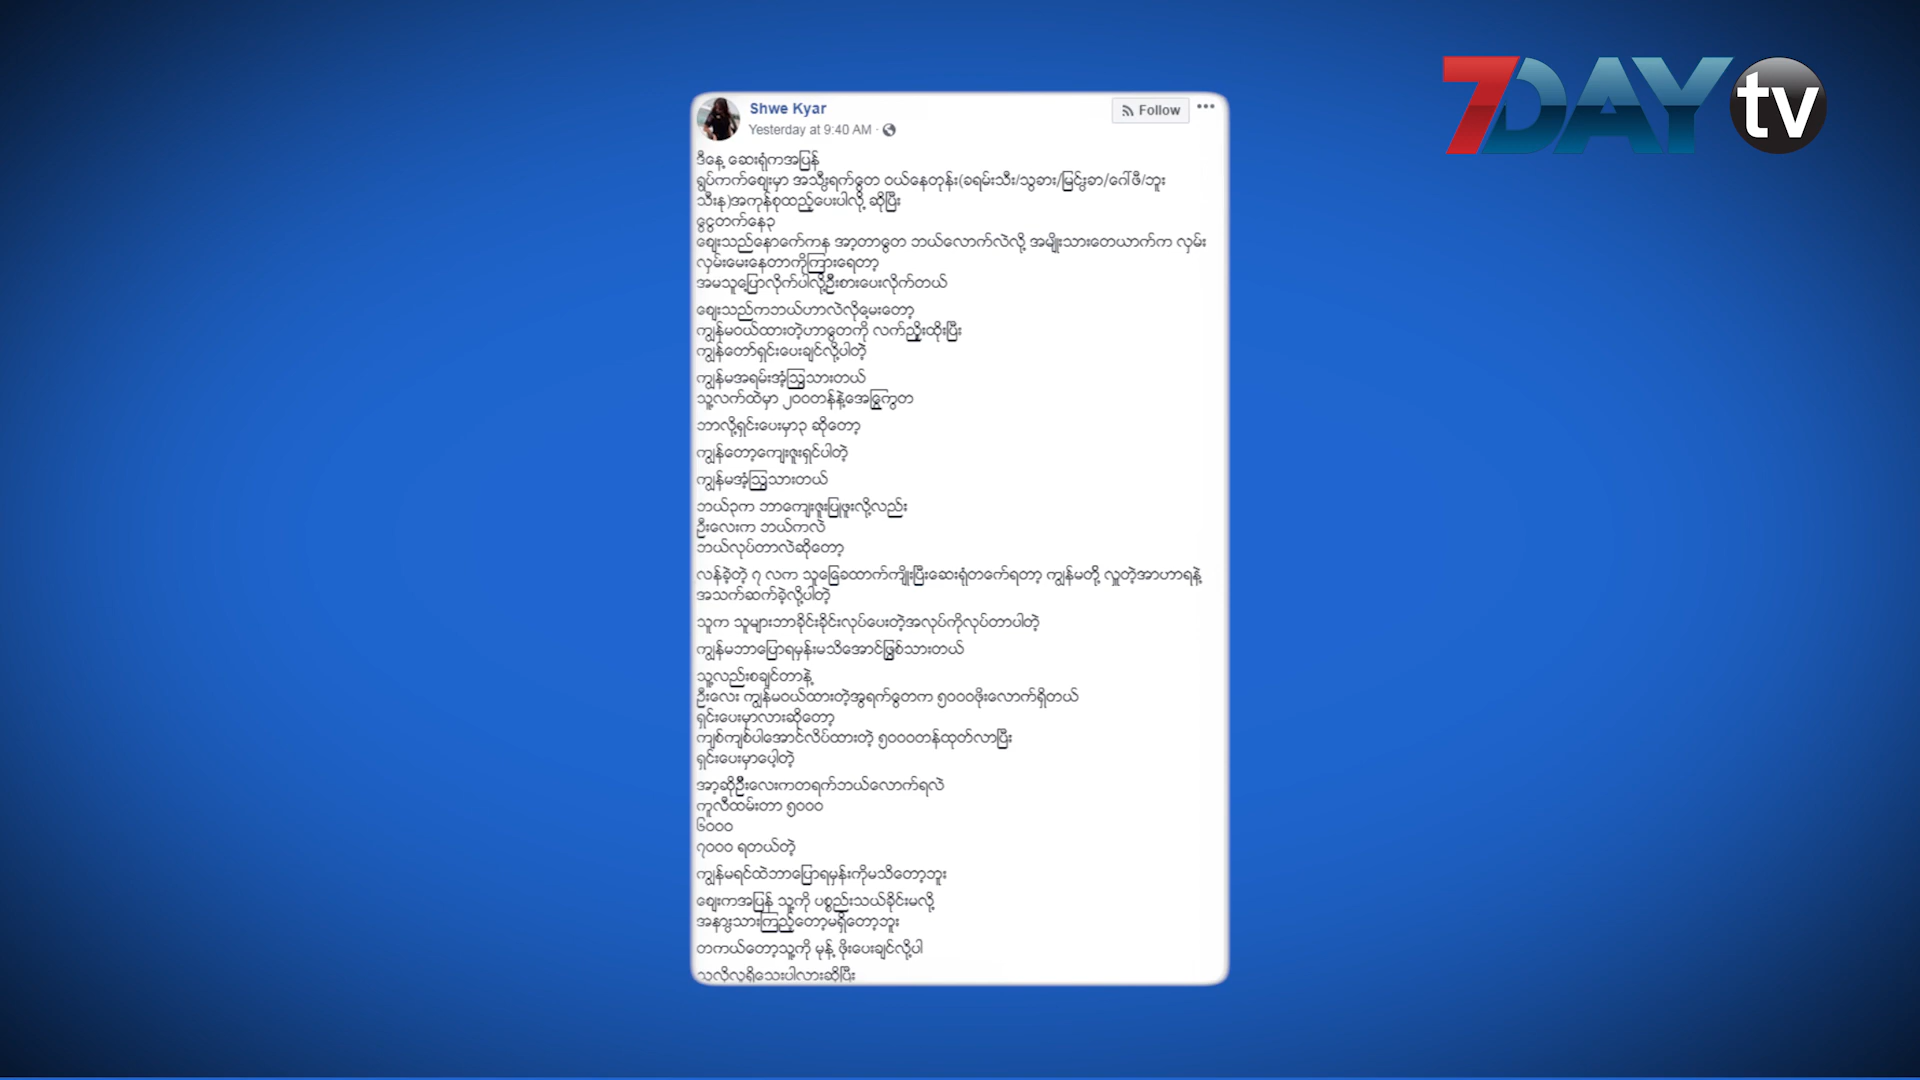 7DAY tv
Shwe Kyar
Follow
Yesterday at 9:40 AM
ဒီနေ့ ဆေးရုံကအပြန်
ရွပ်ကက်ဈေးမှာ အသီးရွက်တွေ ဝယ်နေတုန်း(ခရမ်းသီး/သခွား/မြင်းခွာ/ဂေါ်ဖီ/ဘူး
သီးနု)အကုန်စုထည့်ပေးပါလို့ ဆိုပြီး
ငွေတွက်နေ၃
ဈေးသည်နောက်ကေန အာ့တာတွေ ဘယ်လောက်လဲလို့ အမျိုးသားတေယာက်က လှမ်း
လှမ်းမေးနေတာကိုကြားရေတာ့
အမသူ့ပြောလိုက်ပါလို့ဦးစားပေးလိုက်တယ်
ဈေးသည်ကဘယ်ဟာလဲလို့မေးတော့
ကျွန်မဝယ်ထားတဲ့ဟာတွေကို လက်ညှိုးထိုးပြီး
ကျွန်တော်ရှင်းပေးချင်လို့ပါတဲ့
ကျွန်မအရမ်းအံ့ဩသွားတယ်
သူ့လက်ထဲမှာ ၂၀၀တန်နဲ့အကြွေတွေ
ဘာလို့ရှင်းပေးမှာ၃ ဆိုတော့
ကျွန်တော့ကျေးဇူးရှင်ပါတဲ့
ကျွန်မအံ့ဩသွားတယ်
ဘယ်၃က ဘာကျေးဇူးပြုဖူးလို့လည်း
ဦးလေးက ဘယ်ကလဲ
ဘယ်လုပ်တာလဲဆိုတော့
လန်ခဲ့တဲ့ ၇ လက သူခြေထောက်ကျိုးပြီးဆေးရုံတက်ရေတာ့ ကျွန်မတို့ လှူတဲ့အာဟာရနဲ့
အသက်ဆက်ခဲ့လို့ပါတဲ့
သူက သူများဘာခိုင်းခိုင်းလုပ်ပေးတဲ့အလုပ်ကိုလုပ်တာပါတဲ့
ကျွန်မဘာပြောရမှန်းမသိအောင်ဖြစ်သွားတယ်
သူ့လည်းစချင်တာနဲ့
ဦးလေး ကျွန်မဝယ်ထားတဲ့အရွက်တွေက ၅၀၀၀ဖိုးလောက်ရှိတယ်
ရှင်းပေးမှာလားဆိုတော့
ကျစ်ကျစ်ပါအောင်လိပ်ထားတဲ့ ၅၀၀၀တန်ထုတ်လာပြီး
ရှင်းပေးမှာပေါ့တဲ့
အာ့ဆိုဦးလေးကတရက်ဘယ်လောက်ရလဲ
ကူလီထမ်းတာ ၅၀၀၀
၆၀၀၀
၇၀၀၀ ရတယ်တဲ့
ကျွန်မရင်ထဲဘာပြောရမှန်းကိုမသိတော့ဘူး
ဈေးကအပြန် သူ့ကို ပစ္စည်းသယ်ခိုင်းမလို့
အနားသွားကြည့်တော့မရှိတော့ဘူး
တကယ်တော့သူ့ကို မုန့် ဖိုးပေးချင်လို့ပါ
သူလိုလူရှိသေးပါလားဆိုပြီး